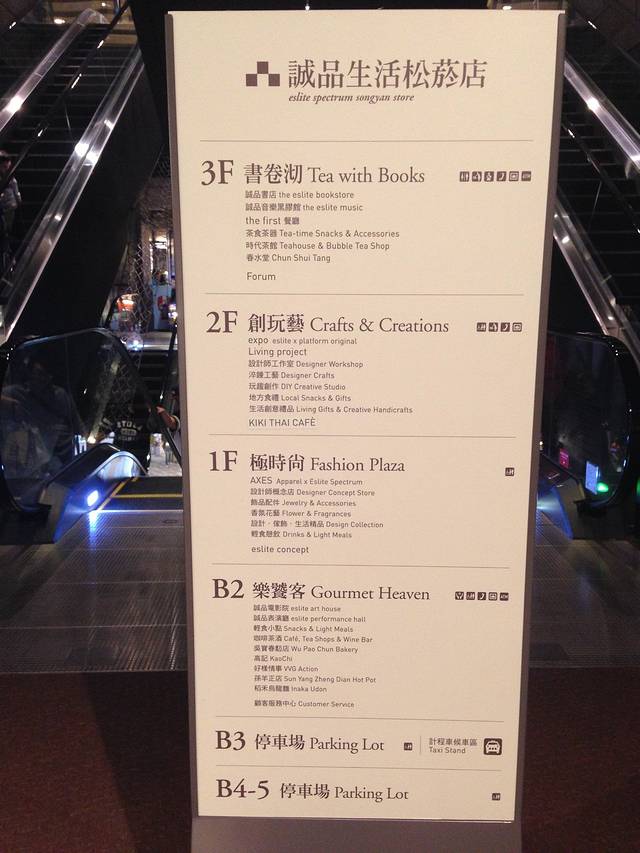 誠品生活松菸店
eslite spectrum songyan store
3F 書卷沏 Tea with Books
誠品書店 the eslite bookstore
誠品音樂黑膠館 the eslite music
the first 餐廳
茶食茶器 Tea-time Snacks & Accessories
時代茶館 Teahouse & Bubble Tea Shop
春水堂 Chun Shui Tang
Forum
2F 創玩藝 Crafts & Creations
expo eslite x platform original
Living project
設計師工作室 Designer Workshop
淬鍊工藝 Designer Crafts
玩趣創作 DIY Creative Studio
地方食禮 Local Snacks & Gifts
生活創意禮品 Living Gifts & Creative Handicrafts
KIKI THAI CAFÈ
1F 極時尚 Fashion Plaza
AXES Apparel x Eslite Spectrum
設計師概念店 Designer Concept Store
飾品配件 Jewelry & Accessories
香氛花藝 Flower & Fragrances
設計．傢飾．生活精品 Design Collection
輕食憩飲 Drinks & Light Meals
eslite concept
B2 樂饕客 Gourmet Heaven
誠品電影院 eslite art house
誠品表演廳 eslite performance hall
輕食小點 Snacks & Light Meals
咖啡茶酒 Café, Tea Shops & Wine Bar
吳寶春麭店 Wu Pao Chun Bakery
高記 KaoChi
好樣情事 VVG Action
孫羊正店 Sun Yang Zheng Dian Hot Pot
稻禾烏龍麵 Inaka Udon
顧客服務中心 Customer Service
B3 停車場 Parking Lot
計程車候車區
Taxi Stand
B4-5 停車場 Parking Lot